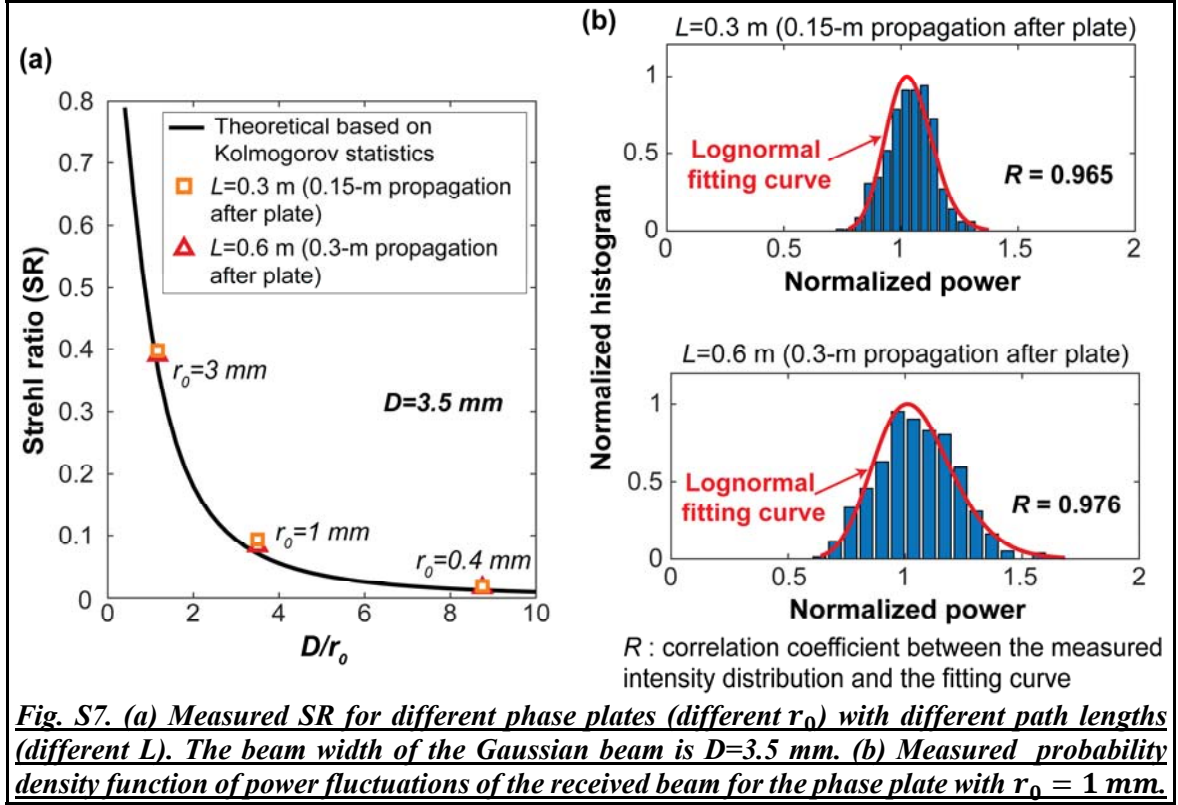 (a)
0.8
0.7
0.6
0.5
0.4
0.3
0.2
0.1
0
0 2 4 6 8 10
Strehl ratio (SR)
D/r₀
Theoretical based on
Kolmogorov statistics
L=0.3 m (0.15-m propagation
after plate)
L=0.6 m (0.3-m propagation
after plate)
r₀=3 mm
D=3.5 mm
r₀=1 mm
r₀=0.4 mm
(b)
L=0.3 m (0.15-m propagation after plate)
1
0.5
0
0 0.5 1 1.5 2
Lognormal
fitting curve
R = 0.965
Normalized power
Normalized histogram
L=0.6 m (0.3-m propagation after plate)
1
0.5
0
0 0.5 1 1.5 2
Lognormal
fitting curve
R = 0.976
Normalized power
R : correlation coefficient between the measured
intensity distribution and the fitting curve
Fig. S7. (a) Measured SR for different phase plates (different r₀) with different path lengths
(different L). The beam width of the Gaussian beam is D=3.5 mm. (b) Measured probability
density function of power fluctuations of the received beam for the phase plate with r₀ = 1 mm.